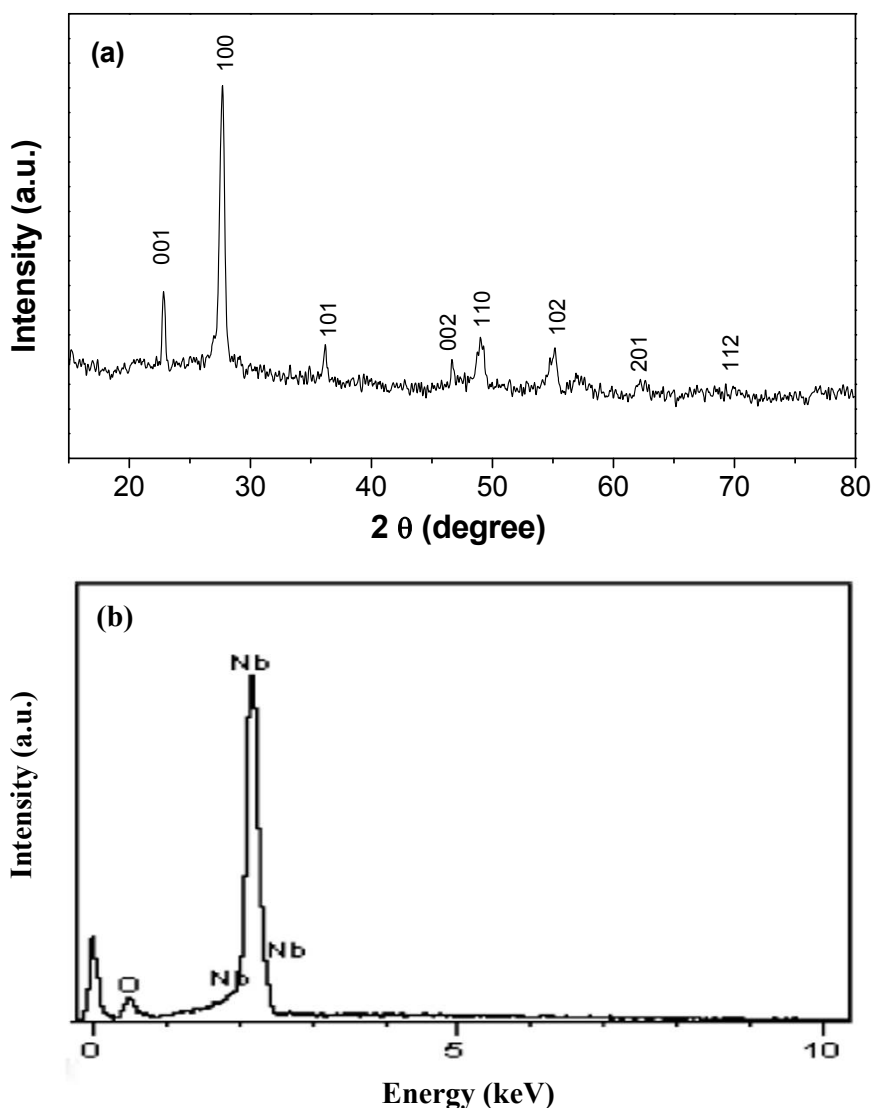 (a)
Intensity (a.u.)
001
100
101
002
110
102
201
112
20 30 40 50 60 70 80
2 θ (degree)
(b)
Intensity (a.u.)
Nb
Nb
Nb
O
0 5 10
Energy (keV)